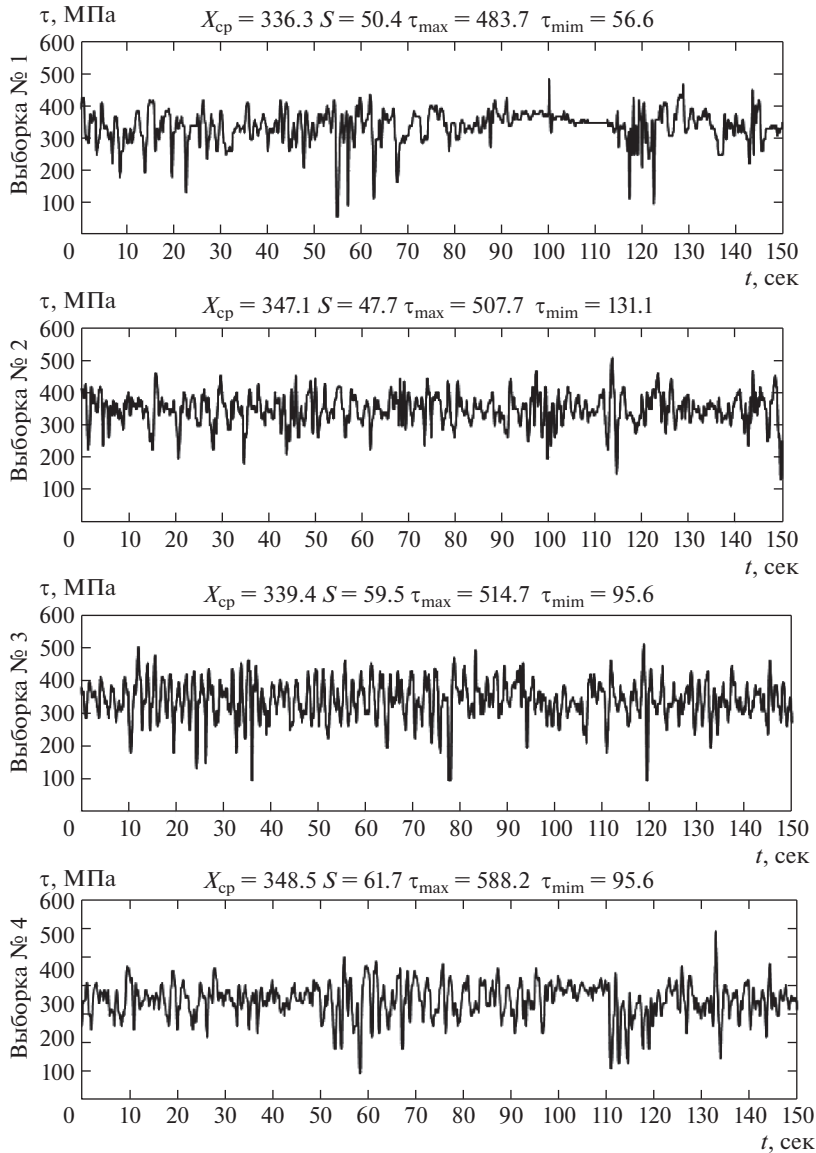 τ, МПа X_ср = 336.3 S = 50.4 τ_max = 483.7 τ_mim = 56.6
600
500
400
300
200
100
Выборка № 1
0 10 20 30 40 50 60 70 80 90 100 110 120 130 140 150
t, сек
τ, МПа X_ср = 347.1 S = 47.7 τ_max = 507.7 τ_mim = 131.1
600
500
400
300
200
100
Выборка № 2
0 10 20 30 40 50 60 70 80 90 100 110 120 130 140 150
t, сек
τ, МПа X_ср = 339.4 S = 59.5 τ_max = 514.7 τ_mim = 95.6
600
500
400
300
200
100
Выборка № 3
0 10 20 30 40 50 60 70 80 90 100 110 120 130 140 150
t, сек
τ, МПа X_ср = 348.5 S = 61.7 τ_max = 588.2 τ_mim = 95.6
600
500
400
300
200
100
Выборка № 4
0 10 20 30 40 50 60 70 80 90 100 110 120 130 140 150
t, сек